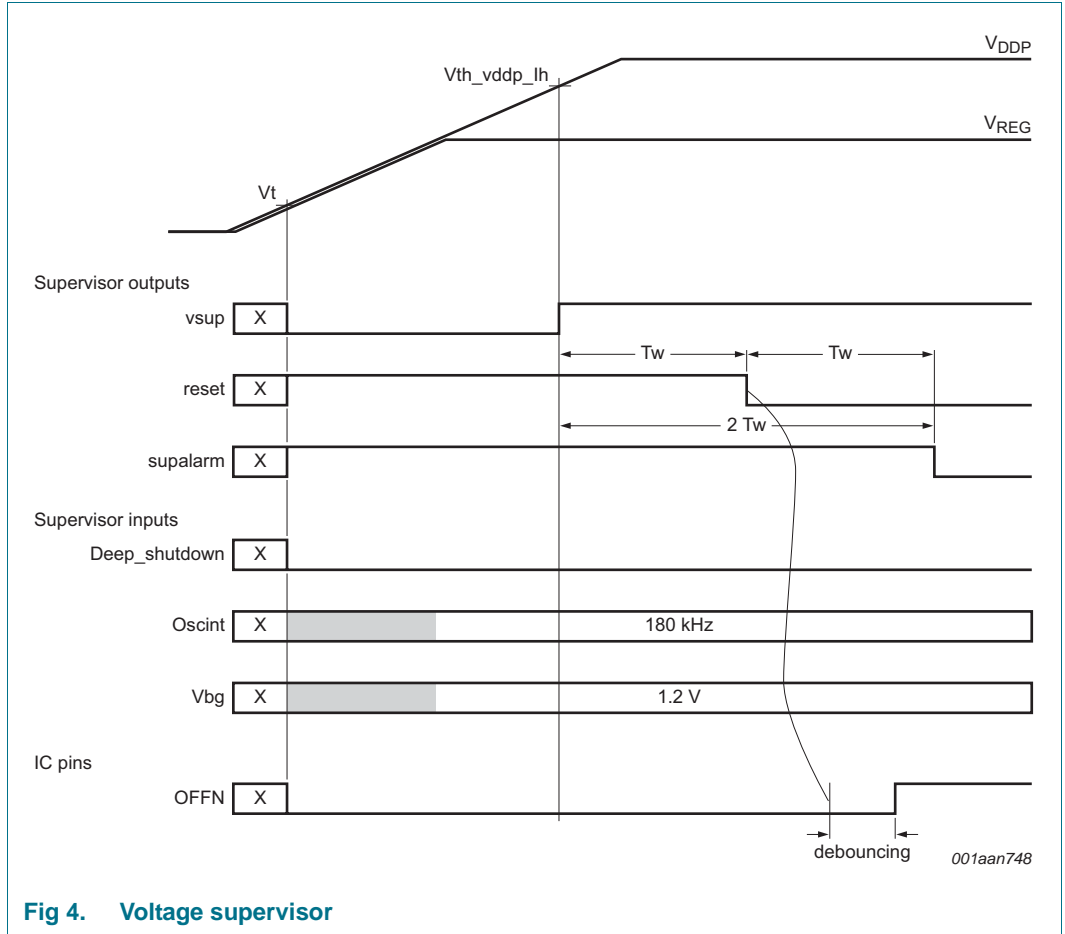 VDDP
Vth_vddp_lh
VREG
Vt
Supervisor outputs
vsup X
Tw Tw
reset X
2 Tw
supalarm X
Supervisor inputs
Deep_shutdown X
Oscint X 180 kHz
Vbg X 1.2 V
IC pins
OFFN X
debouncing
001aan748
Fig 4. Voltage supervisor